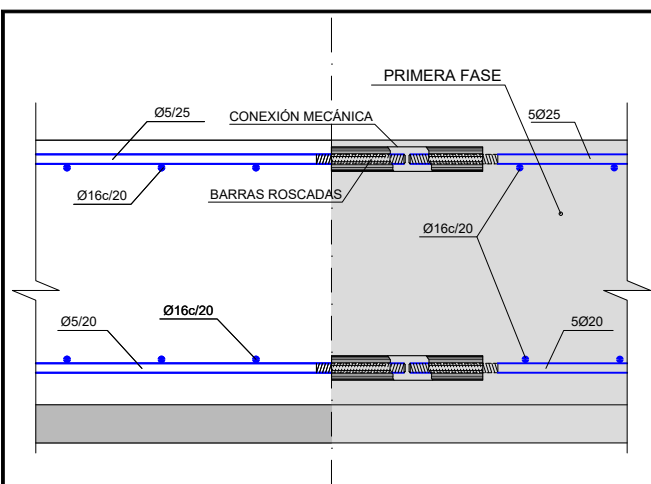 PRIMERA FASE
Ø5/25
CONEXIÓN MECÁNICA
5Ø25
Ø16c/20
BARRAS ROSCADAS
Ø16c/20
Ø5/20
Ø16c/20
5Ø20